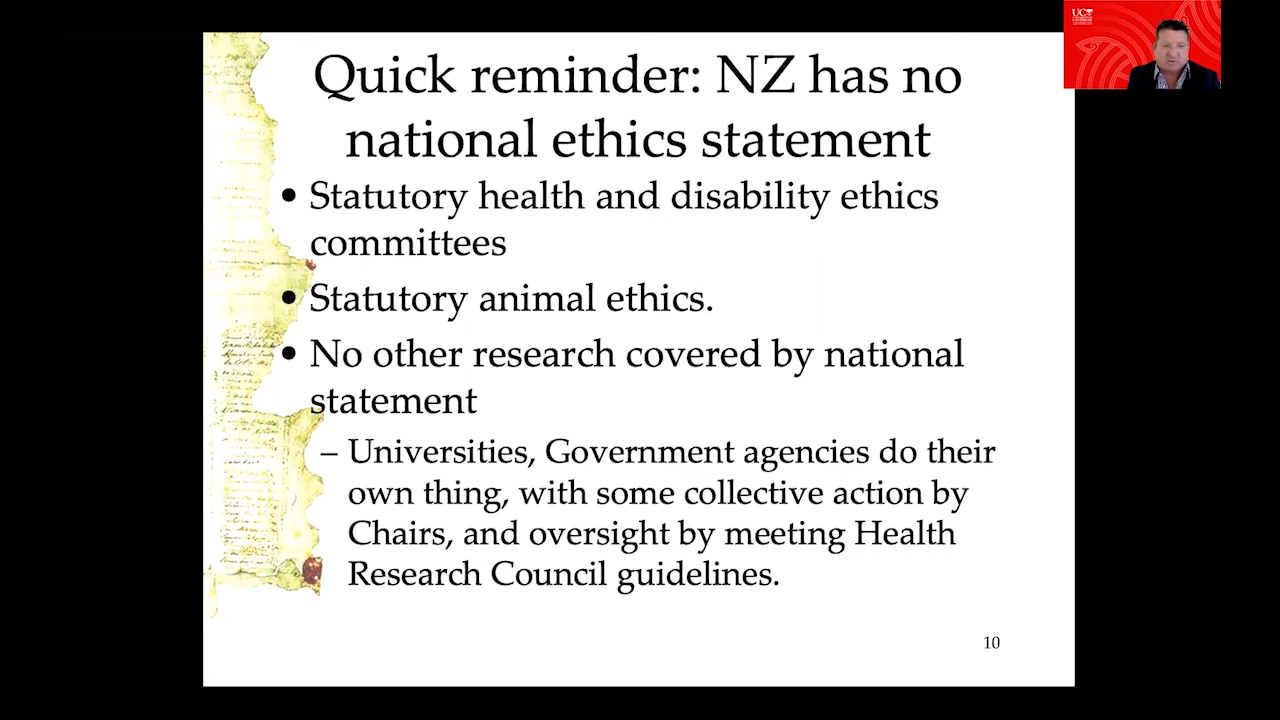 Quick reminder: NZ has no
national ethics statement
• Statutory health and disability ethics
committees
• Statutory animal ethics.
• No other research covered by national
statement
– Universities, Government agencies do their
own thing, with some collective action by
Chairs, and oversight by meeting Health
Research Council guidelines.
10
UC